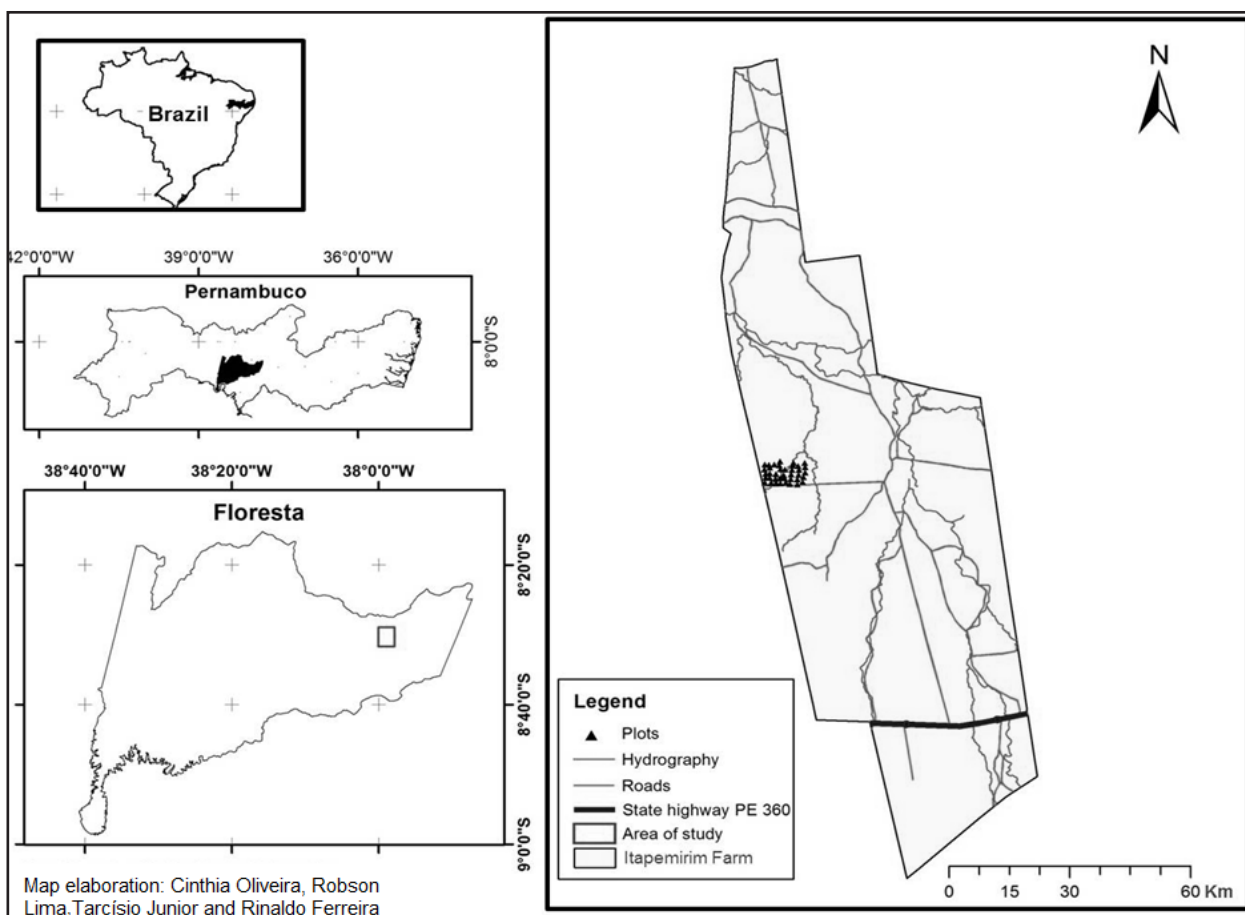 Brazil
42°0'0"W
39°0'0"W
36°0'0"W
Pernambuco
8°0'0"S
38°40'0"W
38°20'0"W
38°0'0"W
Floresta
8°20'0"S
8°40'0"S
9°0'0"S
Map elaboration: Cinthia Oliveira, Robson
Lima,Tarcísio Junior and Rinaldo Ferreira
N
Legend
Plots
Hydrography
Roads
State highway PE 360
Area of study
Itapemirim Farm
0 15 30 60 Km